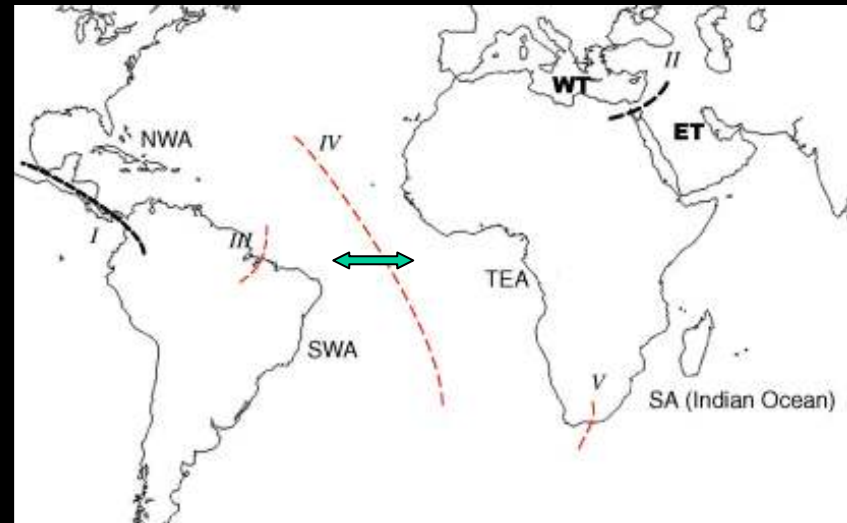 II
WT
NWA
IV
ET
I
III
TEA
SWA
V
SA (Indian Ocean)